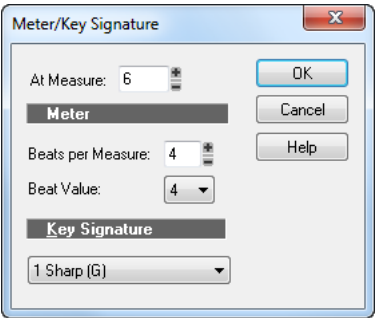 Meter/Key Signature
At Measure: 6
OK
Meter
Cancel
Beats per Measure: 4
Help
Beat Value: 4
Key Signature
1 Sharp (G)